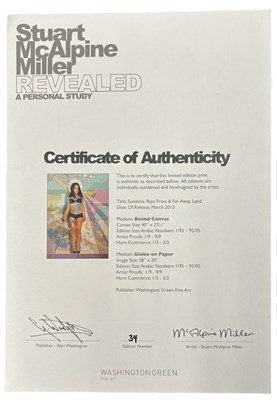 Stuart
McAlpine
Miller
REVEALED
A PERSONAL STUDY
Certificate of Authenticity
This is to certify that this limited edition print
is authentic as described below. All editions are
individually numbered and hand-signed by the artist.
Title: Sunshine Rays From A Far-Away Land
Date Of Release: March 2013
Medium: Boxed Canvas
Canvas Size: 40" x 27½"
Edition Size: Arabic Numbers 1/95 - 95/95
Artist Proofs: 1/9 - 9/9
Hors Commerce: 1/3 - 3/3
Medium: Giclée on Paper
Image Size: 28" x 20"
Edition Size: Arabic Numbers 1/95 - 95/95
Artist Proofs: 1/9 - 9/9
Hors Commerce: 1/3 - 3/3
Publisher: Washington Green Fine Art
34
McAlpine Miller
Publisher - Glyn Washington
Edition Number
Artist - Stuart McAlpine Miller
WASHINGTON GREEN
FINE ART